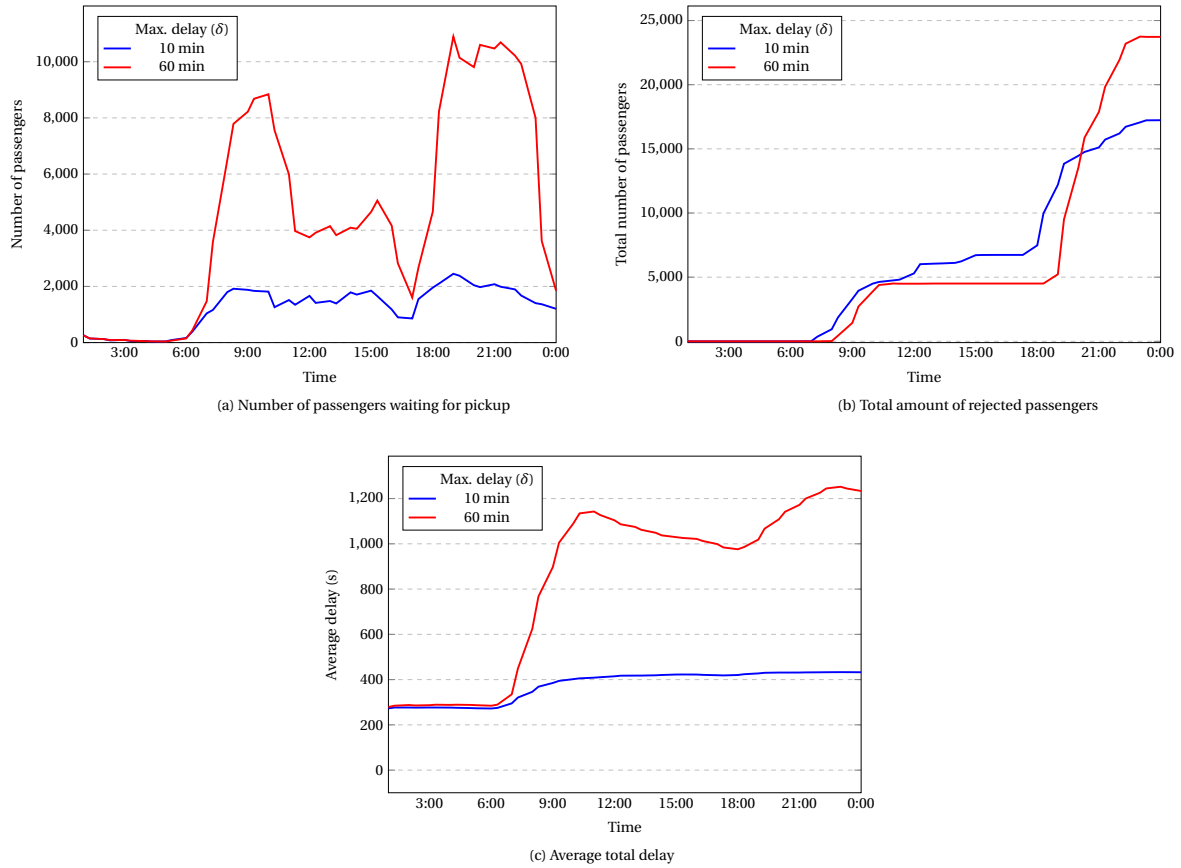 Max. delay (δ)
10 min
60 min
10,000
8,000
6,000
4,000
2,000
0
Number of passengers
3:00 6:00 9:00 12:00 15:00 18:00 21:00 0:00
Time
(a) Number of passengers waiting for pickup
Max. delay (δ)
10 min
60 min
25,000
20,000
15,000
10,000
5,000
0
Total number of passengers
3:00 6:00 9:00 12:00 15:00 18:00 21:00 0:00
Time
(b) Total amount of rejected passengers
Max. delay (δ)
10 min
60 min
1,200
1,000
800
600
400
200
0
Average delay (s)
3:00 6:00 9:00 12:00 15:00 18:00 21:00 0:00
Time
(c) Average total delay